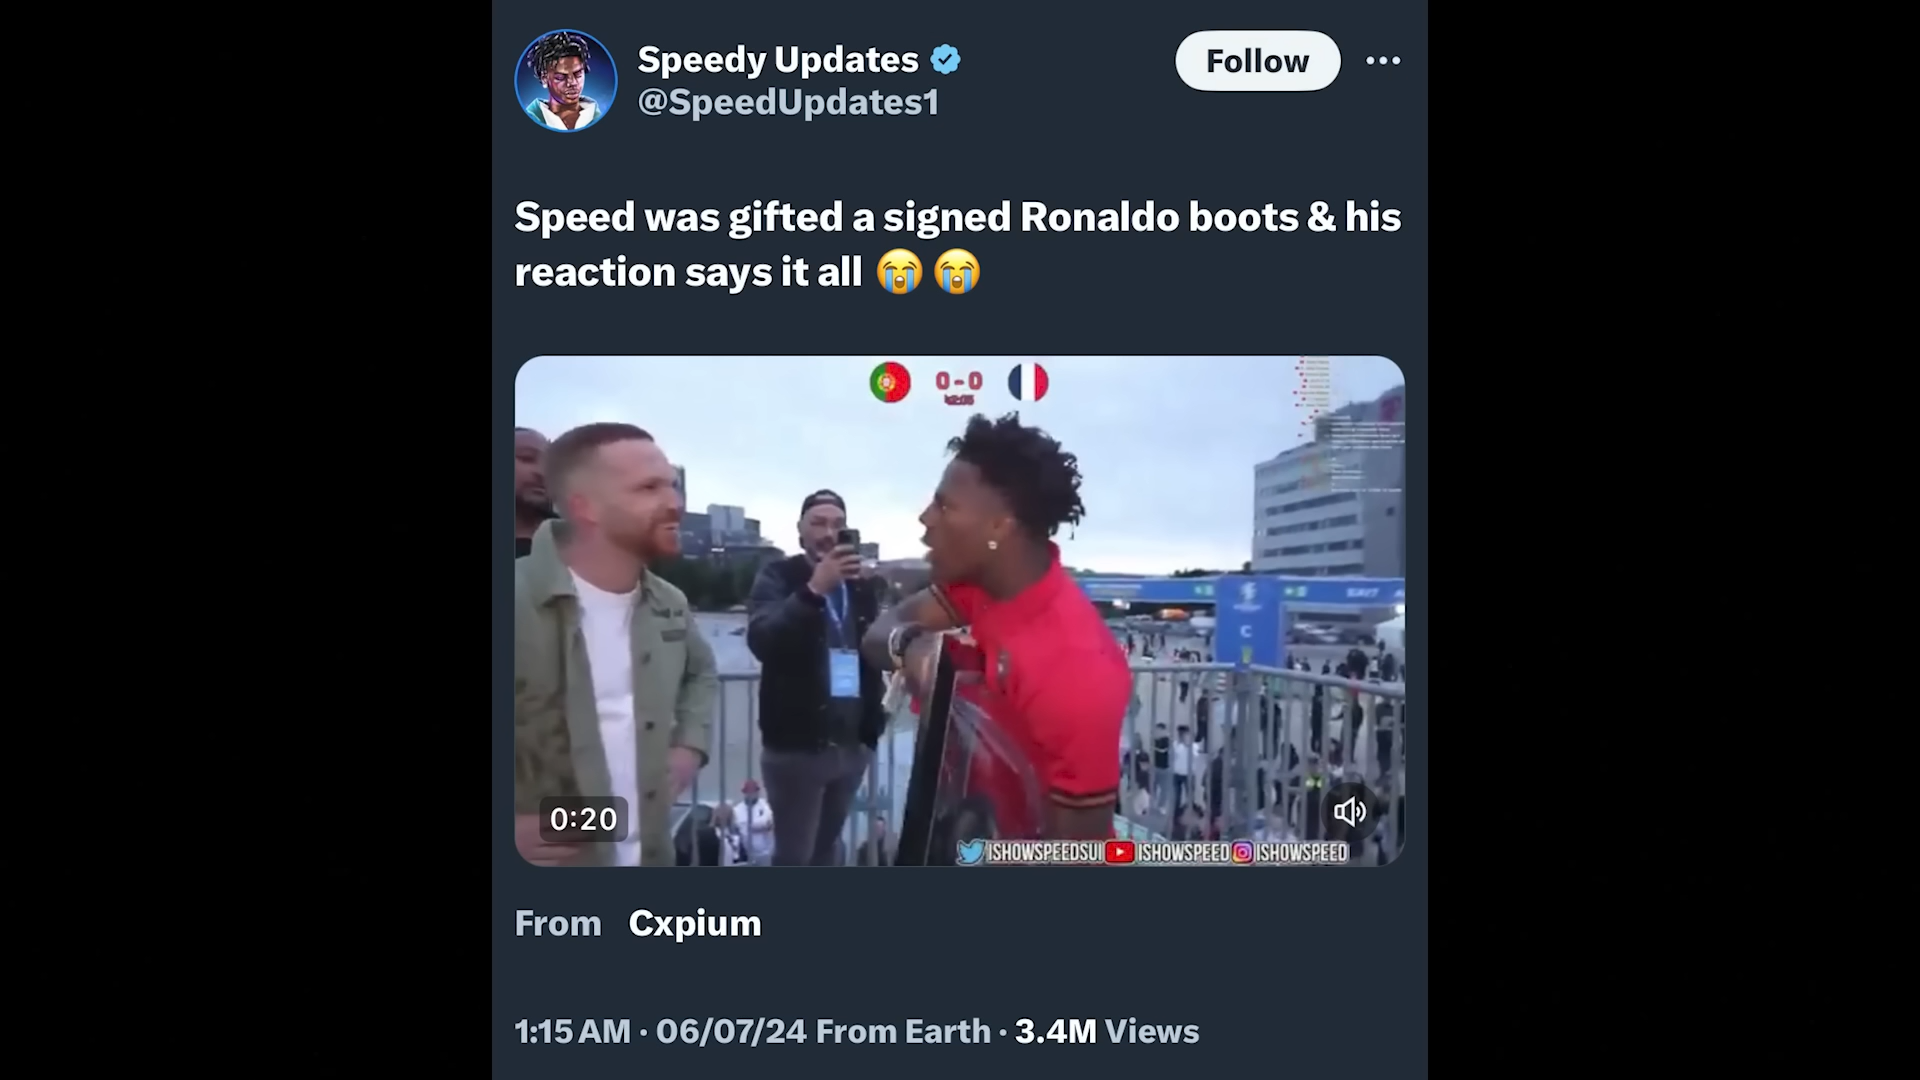 Speedy Updates
Follow
@SpeedUpdates1
Speed was gifted a signed Ronaldo boots & his
reaction says it all 😭😭
0-0
EXIT
C
0:20
ISHOWSPEEDSUI ISHOWSPEED ISHOWSPEED
From Cxpium
1:15 AM · 06/07/24 From Earth · 3.4M Views